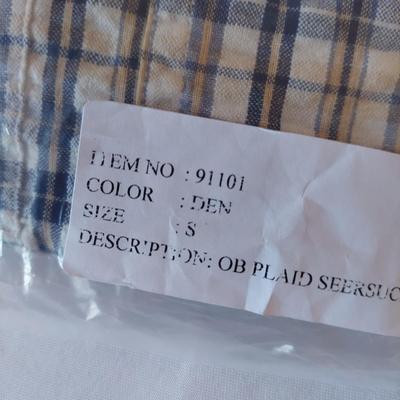 ITEM NO : 91101
COLOR : DEN
SIZE : S
DESCRIPTION: OB PLAID SEERSUC